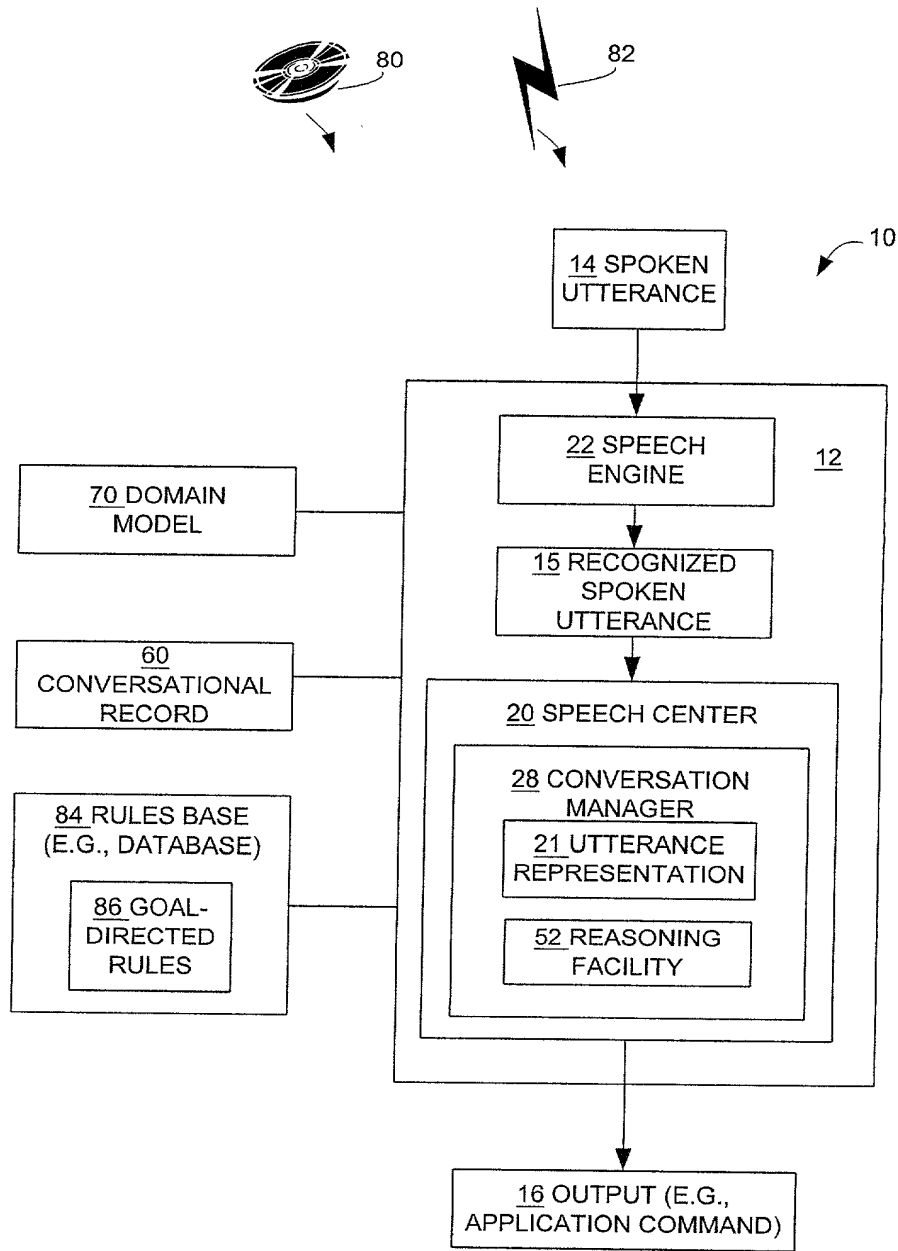 80
82
10
14 SPOKEN
UTTERANCE
22 SPEECH
ENGINE
12
70 DOMAIN
MODEL
15 RECOGNIZED
SPOKEN
UTTERANCE
60
CONVERSATIONAL
RECORD
20 SPEECH CENTER
28 CONVERSATION
MANAGER
21 UTTERANCE
REPRESENTATION
52 REASONING
FACILITY
84 RULES BASE
(E.G., DATABASE)
86 GOAL-
DIRECTED
RULES
16 OUTPUT (E.G.,
APPLICATION COMMAND)